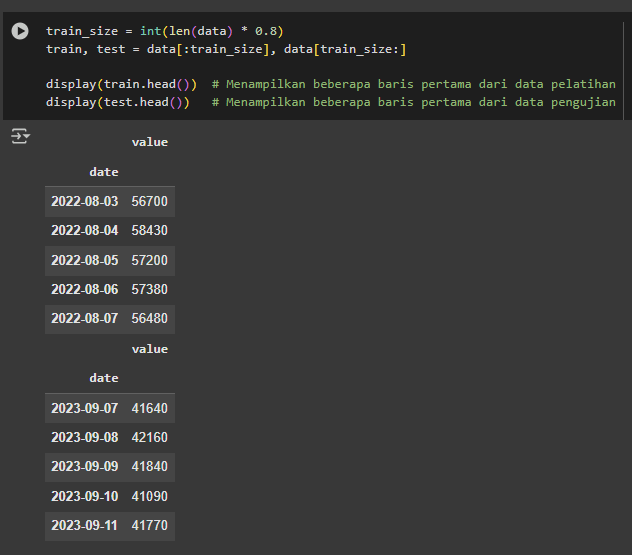 train_size = int(len(data) * 0.8)
train, test = data[:train_size], data[train_size:]
display(train.head())  # Menampilkan beberapa baris pertama dari data pelatihan
display(test.head())   # Menampilkan beberapa baris pertama dari data pengujian
value
date
2022-08-03 56700
2022-08-04 58430
2022-08-05 57200
2022-08-06 57380
2022-08-07 56480
value
date
2023-09-07 41640
2023-09-08 42160
2023-09-09 41840
2023-09-10 41090
2023-09-11 41770